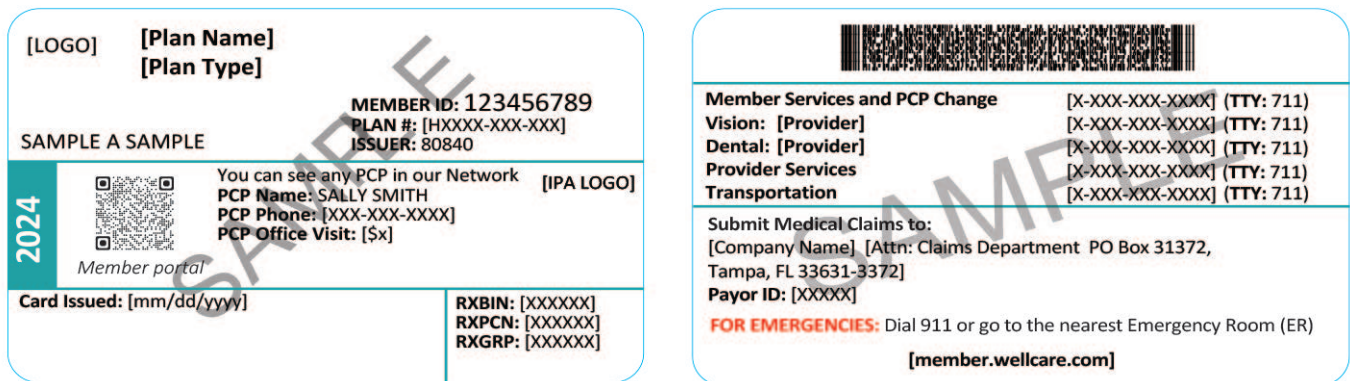 [LOGO]
[Plan Name]
[Plan Type]
MEMBER ID: 123456789
PLAN #: [HXXXX-XXX-XXX]
SAMPLE A SAMPLE
ISSUER: 80840
2024
Member portal
You can see any PCP in our Network
[IPA LOGO]
PCP Name: SALLY SMITH
PCP Phone: [XXX-XXX-XXXX]
PCP Office Visit: [$x]
Card Issued: [mm/dd/yyyy]
RXBIN: [XXXXXX]
RXPCN: [XXXXXX]
RXGRP: [XXXXXX]
SAMPLE
Member Services and PCP Change [X-XXX-XXX-XXXX] (TTY: 711)
Vision: [Provider] [X-XXX-XXX-XXXX] (TTY: 711)
Dental: [Provider] [X-XXX-XXX-XXXX] (TTY: 711)
Provider Services [X-XXX-XXX-XXXX] (TTY: 711)
Transportation [X-XXX-XXX-XXXX] (TTY: 711)
Submit Medical Claims to:
[Company Name] [Attn: Claims Department PO Box 31372,
Tampa, FL 33631-3372]
Payor ID: [XXXXX]
FOR EMERGENCIES: Dial 911 or go to the nearest Emergency Room (ER)
[member.wellcare.com]
SAMPLE